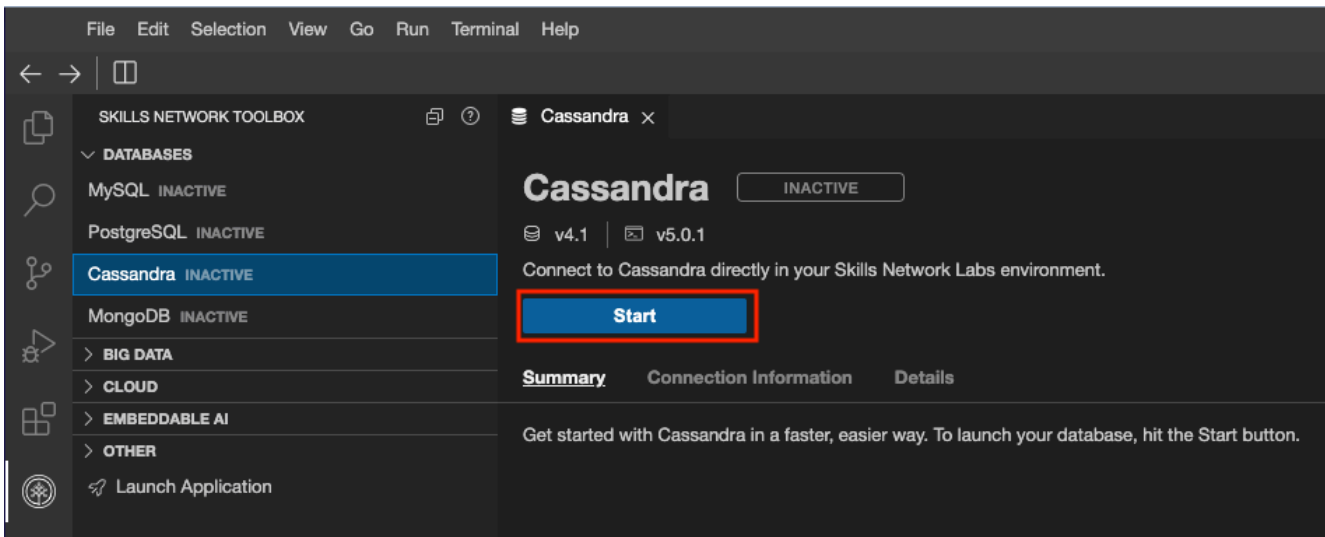 File Edit Selection View Go Run Terminal Help
SKILLS NETWORK TOOLBOX
DATABASES
MySQL INACTIVE
PostgreSQL INACTIVE
Cassandra INACTIVE
MongoDB INACTIVE
BIG DATA
CLOUD
EMBEDDABLE AI
OTHER
Launch Application
Cassandra
Cassandra INACTIVE
v4.1 v5.0.1
Connect to Cassandra directly in your Skills Network Labs environment.
Start
Summary Connection Information Details
Get started with Cassandra in a faster, easier way. To launch your database, hit the Start button.